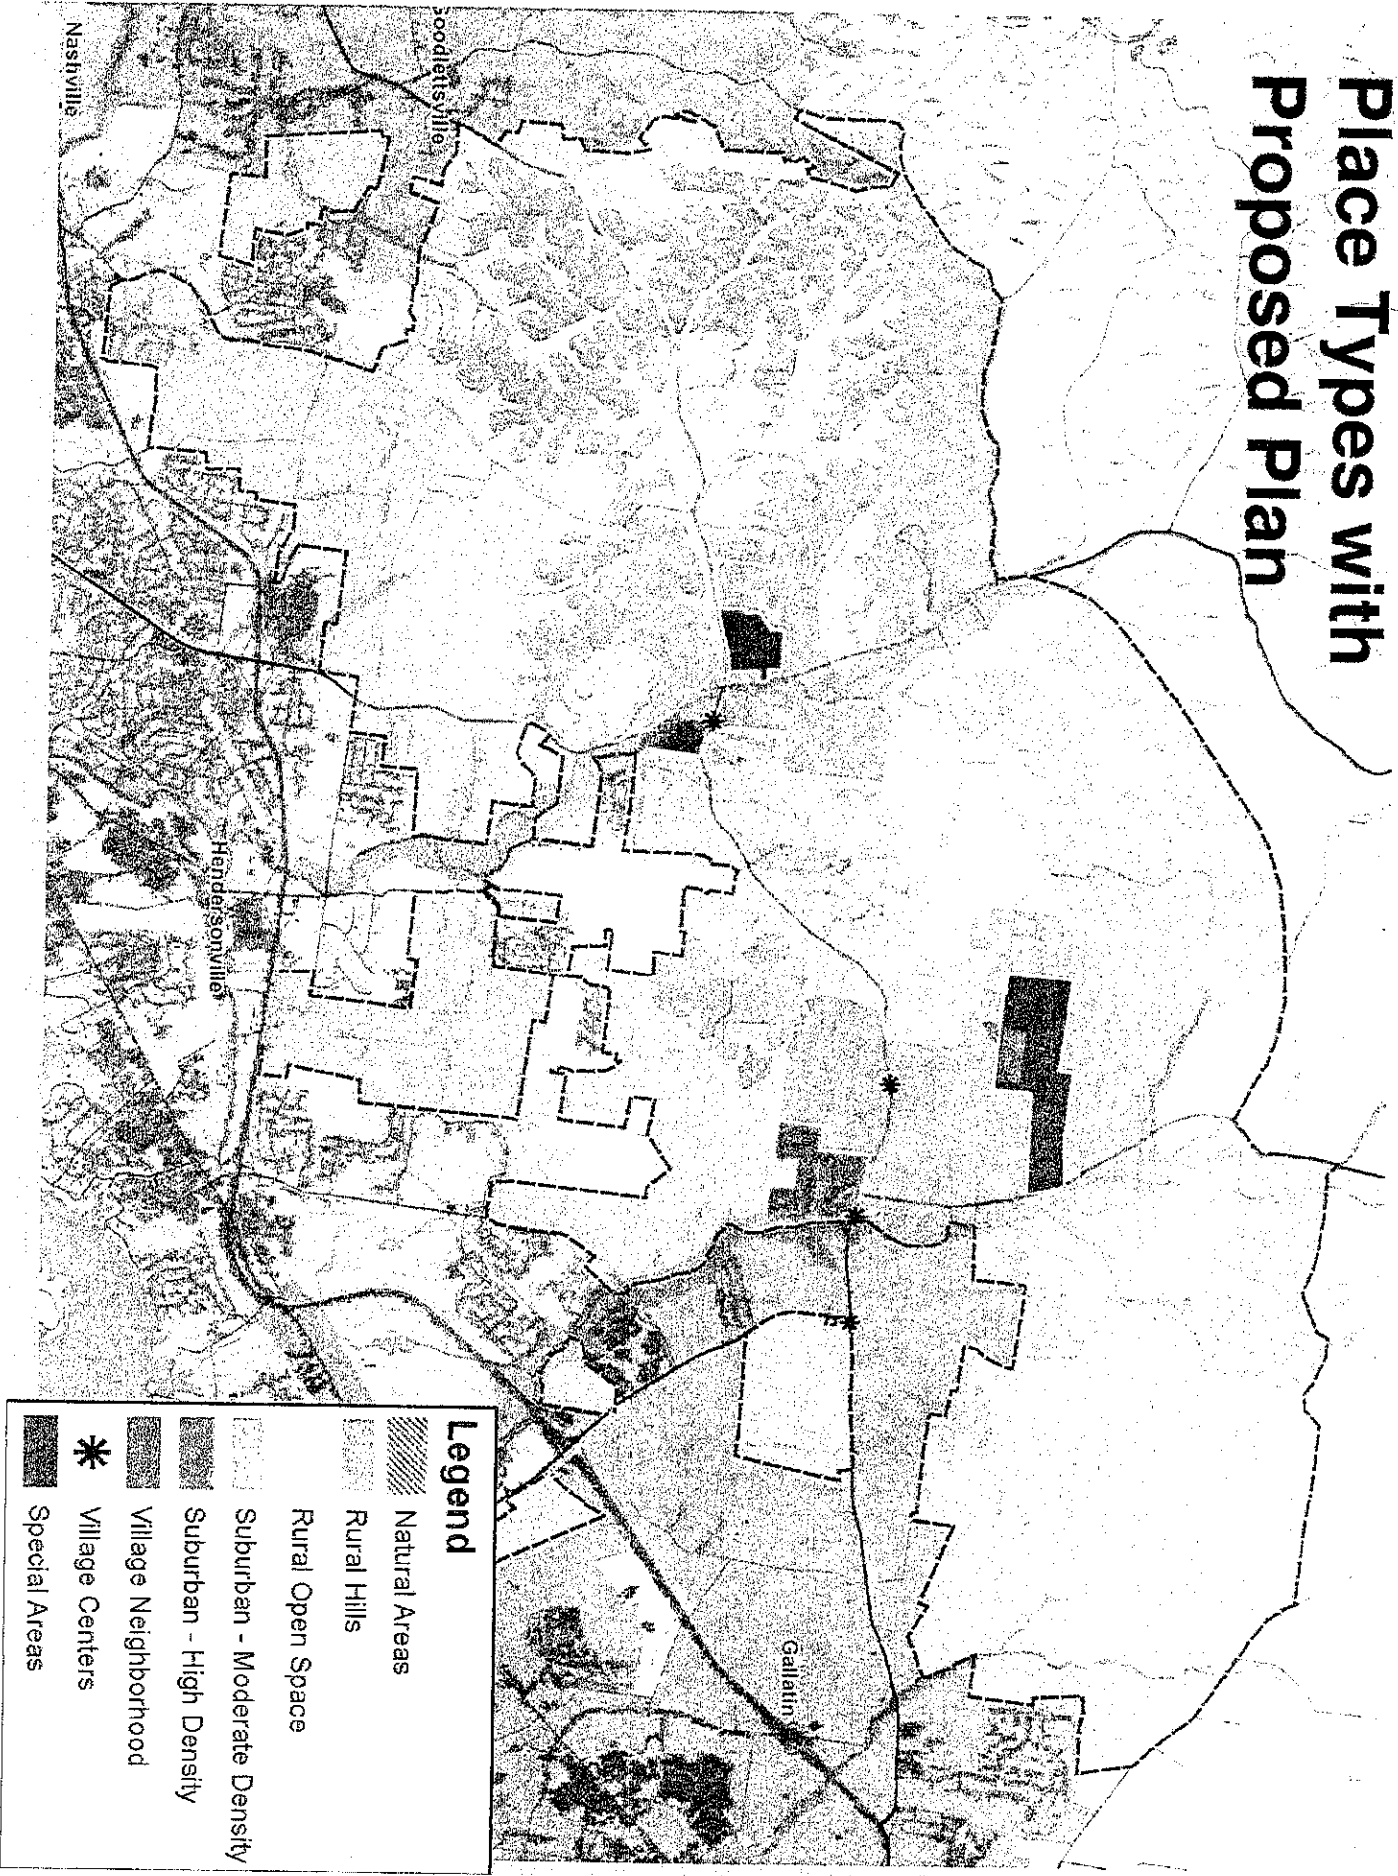 Place Types with
Proposed Plan
Nashville
Goodlettsville
Hendersonville
Gallatin
Legend
Natural Areas
Rural Hills
Rural Open Space
Suburban - Moderate Density
Suburban - High Density
Village Neighborhood
Village Centers
Special Areas